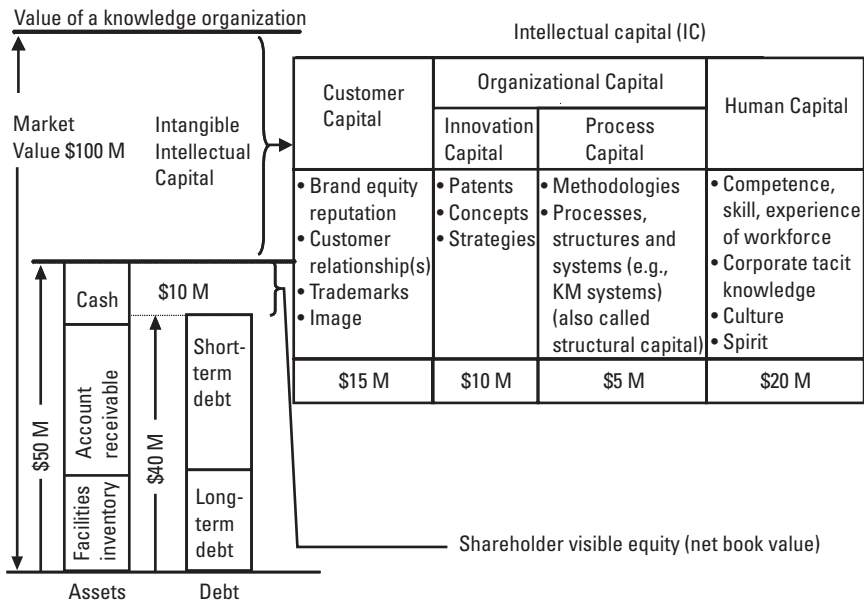 Value of a knowledge organization
Market
Value $100 M
Intangible
Intellectual
Capital
Intellectual capital (IC)
Customer
Capital
Organizational Capital
Innovation
Capital
Process
Capital
Human Capital
• Brand equity
reputation
• Customer
relationship(s)
• Trademarks
• Image
• Patents
• Concepts
• Strategies
• Methodologies
• Processes,
structures and
systems (e.g.,
KM systems)
(also called
structural capital)
• Competence,
skill, experience
of workforce
• Corporate tacit
knowledge
• Culture
• Spirit
$15 M
$10 M
$5 M
$20 M
$50 M
Cash
Account
receivable
Facilities
inventory
$10 M
$40 M
Short-
term
debt
Long-
term
debt
Shareholder visible equity (net book value)
Assets
Debt